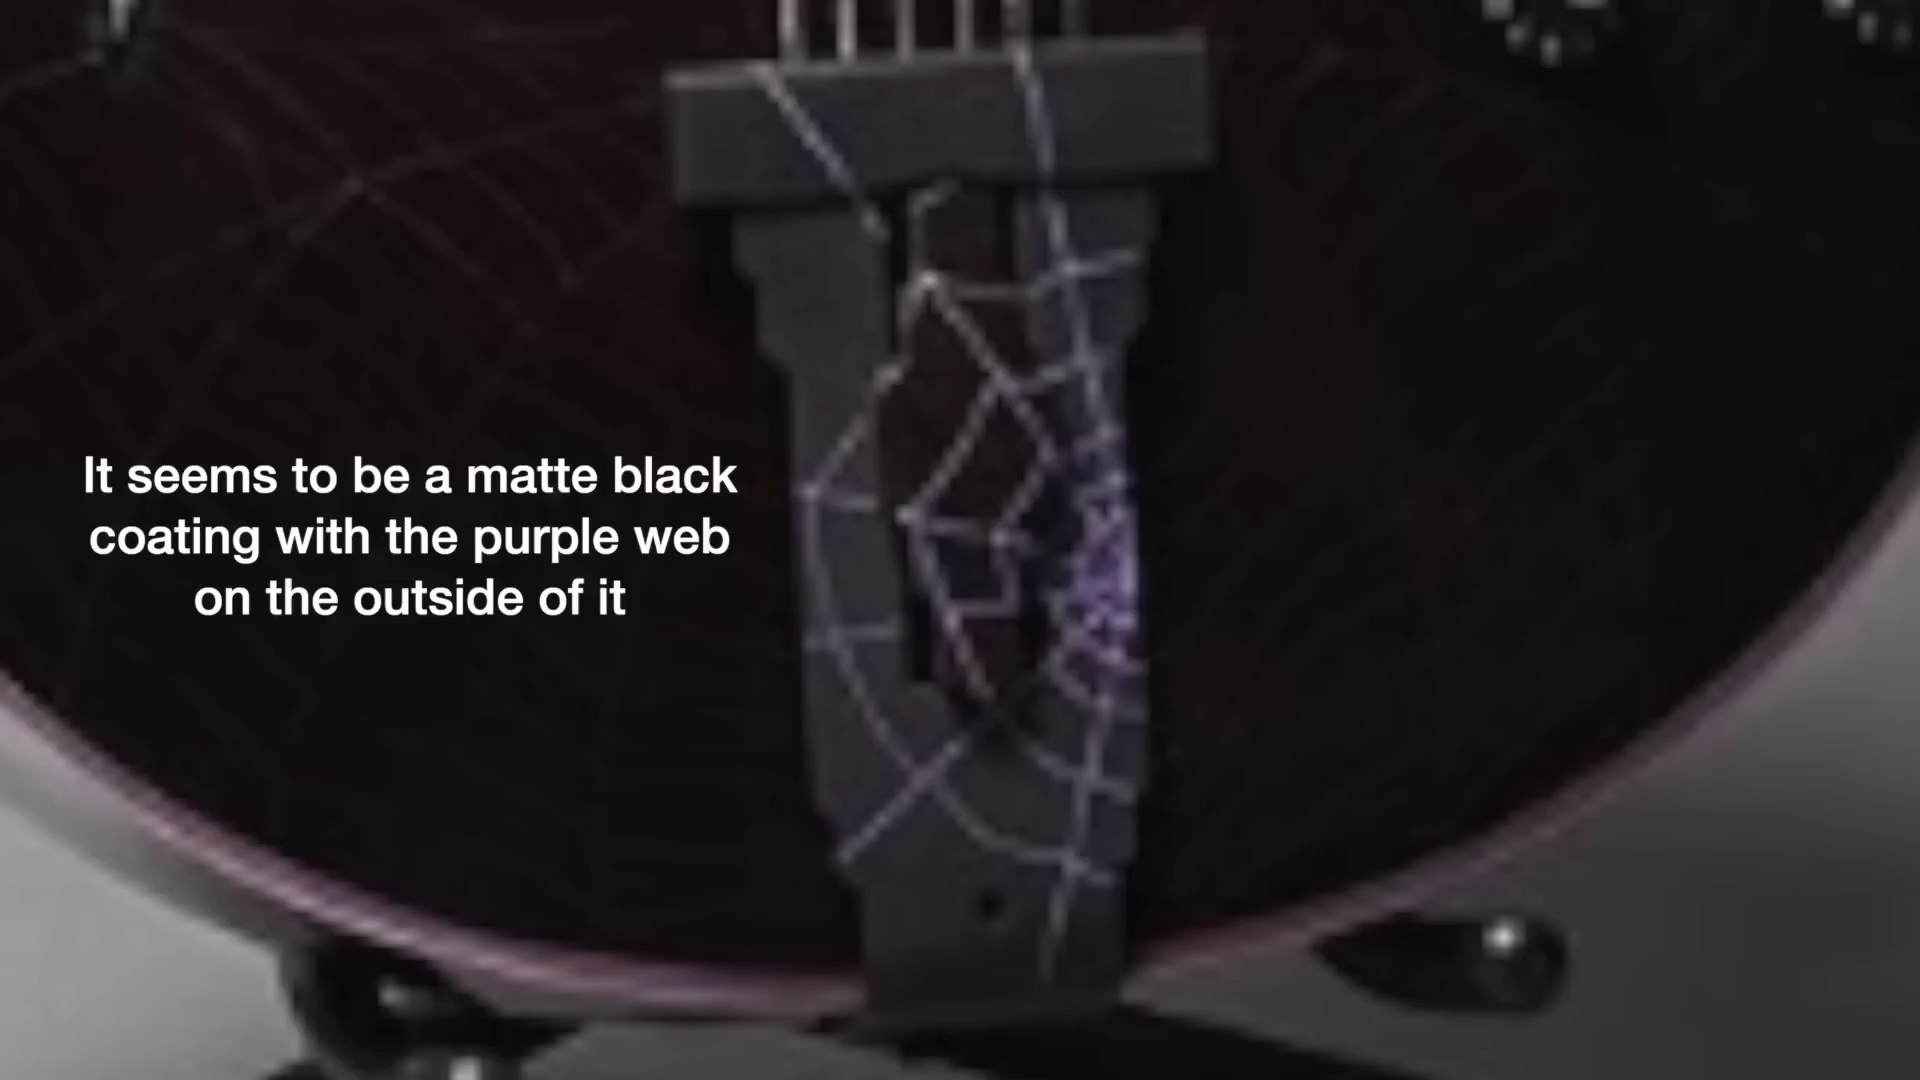 It seems to be a matte black
coating with the purple web
on the outside of it